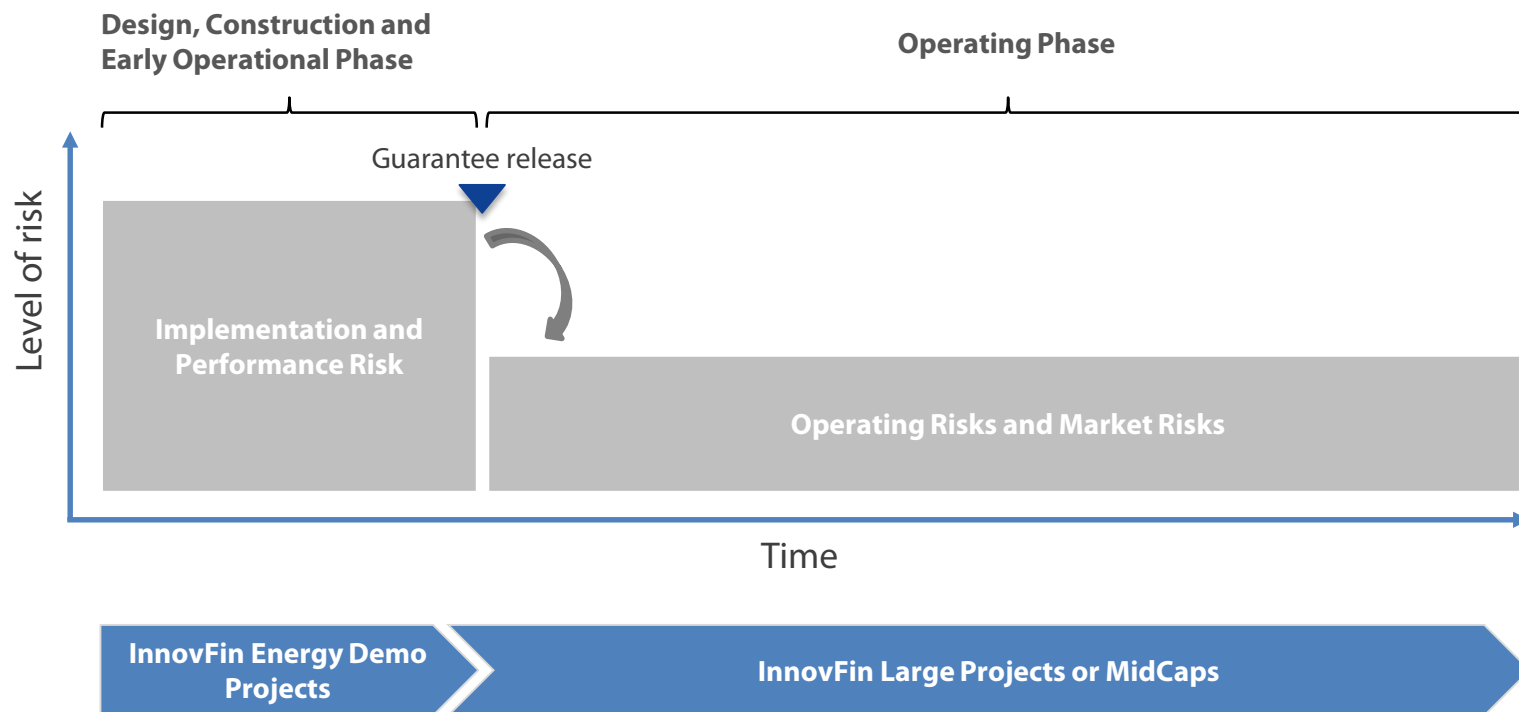 Design, Construction and
Early Operational Phase
Operating Phase
Guarantee release
Level of risk
Implementation and
Performance Risk
Operating Risks and Market Risks
Time
InnovFin Energy Demo
Projects
InnovFin Large Projects or MidCaps